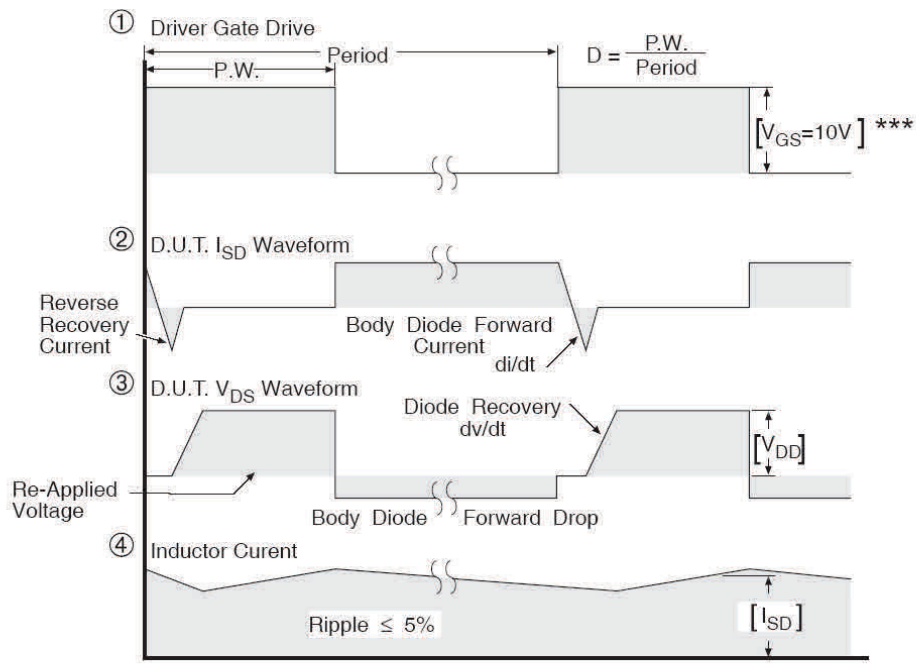 ① Driver Gate Drive
Period
P.W.
D = P.W.
Period
[VGS=10V] ***
② D.U.T. ISD Waveform
Reverse
Recovery
Current
Body Diode Forward
Current
di/dt
③ D.U.T. VDS Waveform
Diode Recovery
dv/dt
[VDD]
Re-Applied
Voltage
Body Diode Forward Drop
④ Inductor Curent
Ripple ≤ 5%
[ISD]